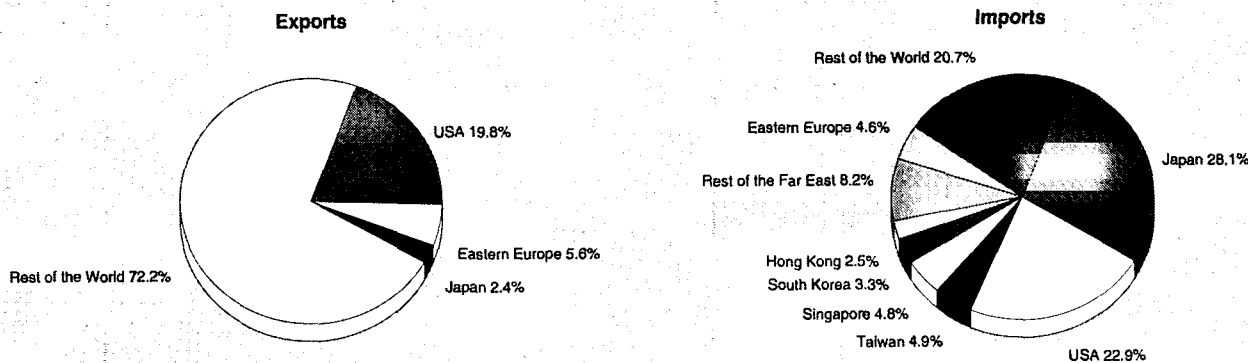 Exports
USA 19.8%
Eastern Europe 5.6%
Japan 2.4%
Rest of the World 72.2%
Imports
Rest of the World 20.7%
Eastern Europe 4.6%
Japan 28.1%
Rest of the Far East 8.2%
Hong Kong 2.5%
South Korea 3.3%
Singapore 4.8%
Taiwan 4.9%
USA 22.9%